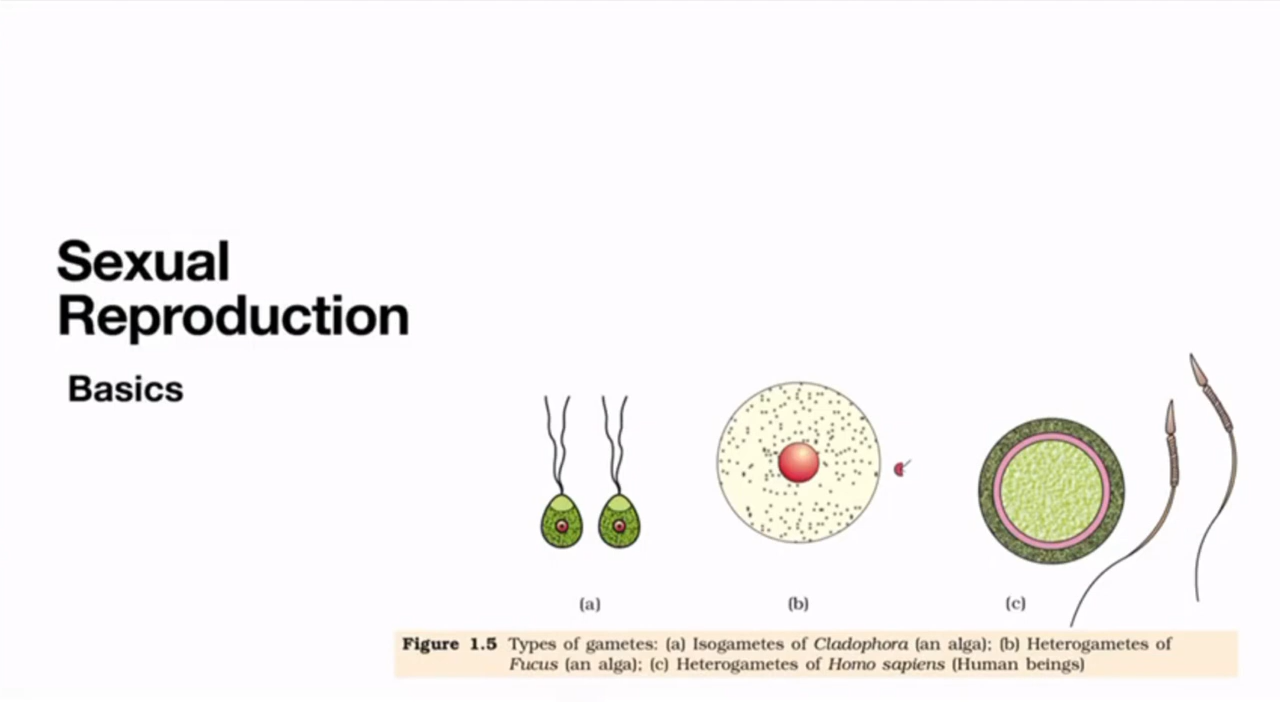 Sexual
Reproduction
Basics
(a)
(b)
(c)
Figure 1.5 Types of gametes: (a) Isogametes of Cladophora (an alga); (b) Heterogametes of
Fucus (an alga); (c) Heterogametes of Homo sapiens (Human beings)